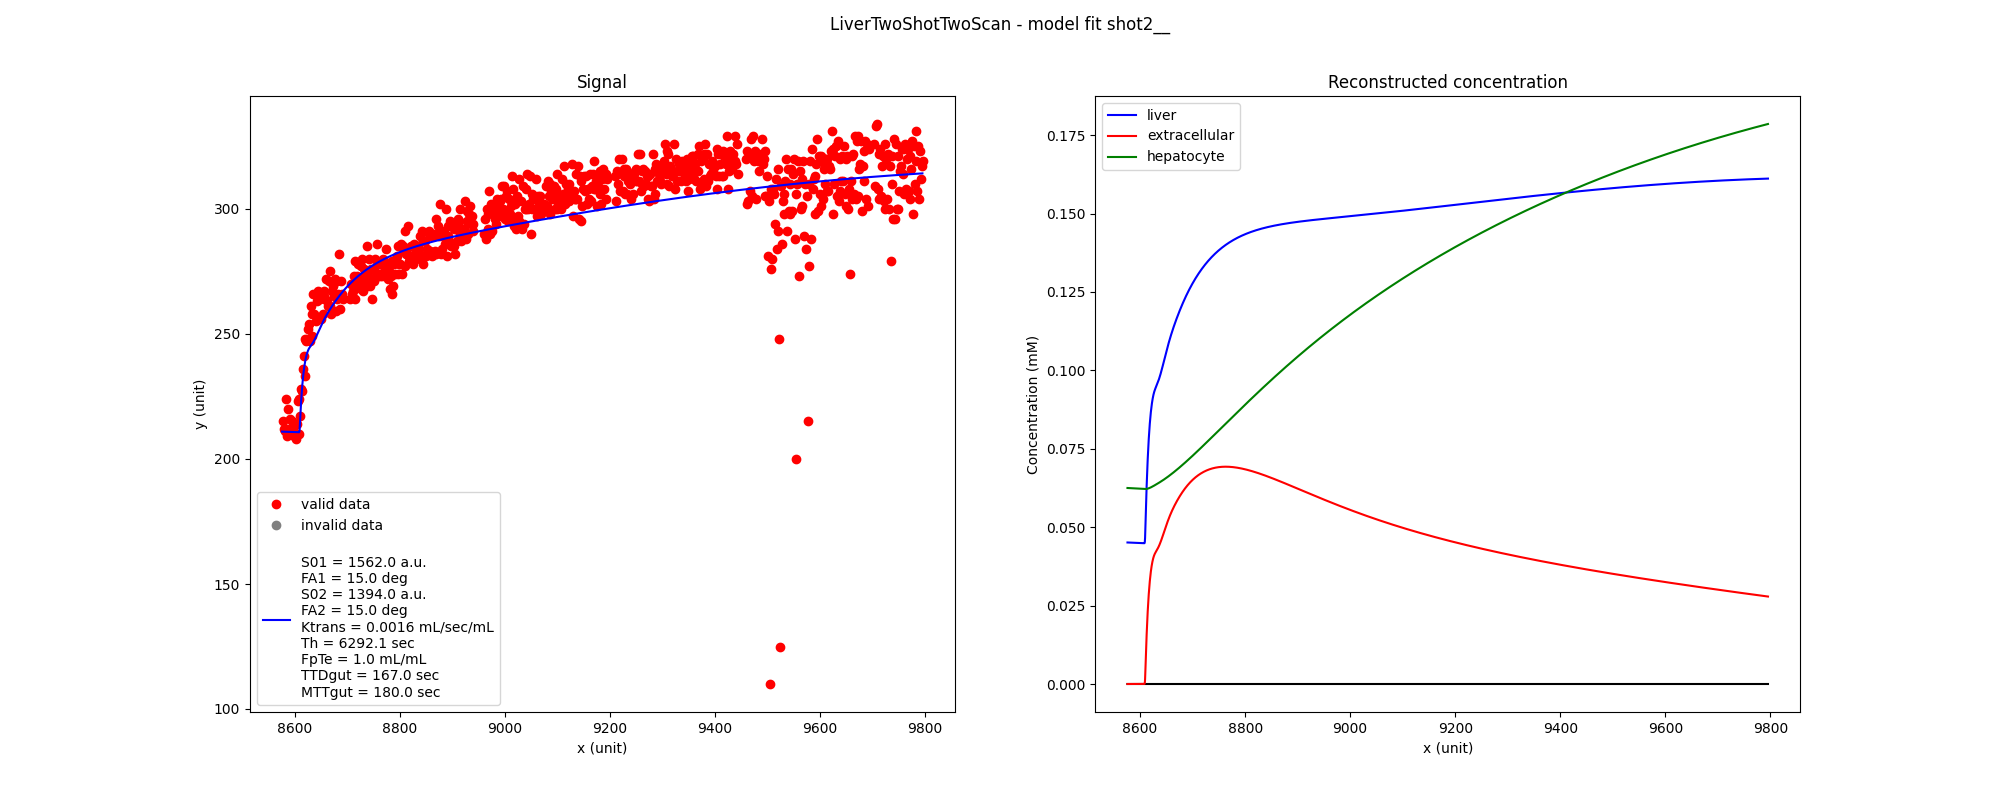 LiverTwoShotTwoScan - model fit shot2__
Signal
y (unit)
300
250
200
150
100
valid data
invalid data
S01 = 1562.0 a.u.
FA1 = 15.0 deg
S02 = 1394.0 a.u.
FA2 = 15.0 deg
Ktrans = 0.0016 mL/sec/mL
Th = 6292.1 sec
FpTe = 1.0 mL/mL
TTDgut = 167.0 sec
MTTgut = 180.0 sec
8600 8800 9000 9200 9400 9600 9800
x (unit)
Reconstructed concentration
liver
extracellular
hepatocyte
Concentration (mM)
0.175
0.150
0.125
0.100
0.075
0.050
0.025
0.000
8600 8800 9000 9200 9400 9600 9800
x (unit)